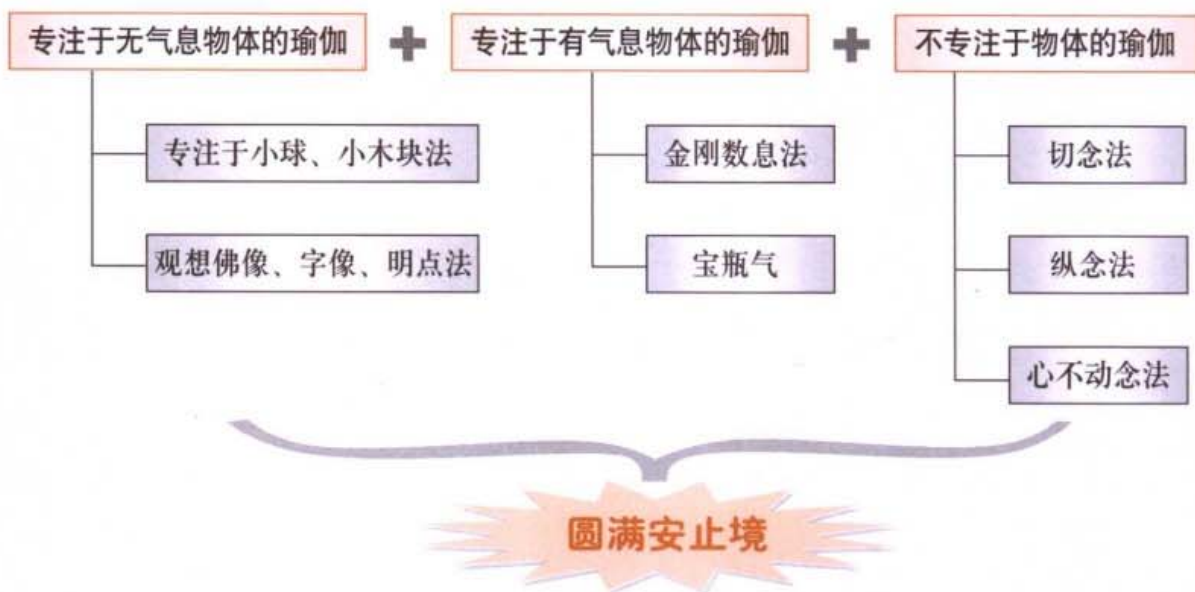 专注于无气息物体的瑜伽 + 专注于有气息物体的瑜伽 + 不专注于物体的瑜伽
专注于小球、小木块法 金刚数息法 切念法
观想佛像、字像、明点法 宝瓶气 纵念法
心不动念法
圆满安止境